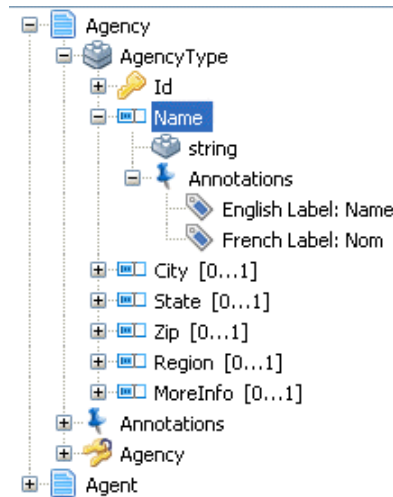 Agency
AgencyType
Id
Name
string
Annotations
English Label: Name
French Label: Nom
City [0...1]
State [0...1]
Zip [0...1]
Region [0...1]
MoreInfo [0...1]
Annotations
Agency
Agent